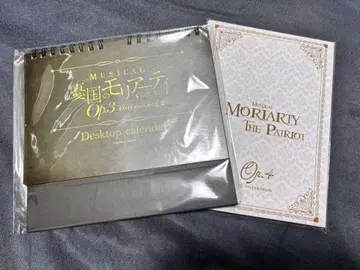 MUSICAL
憂国のモリアーティ
Op.3
Desktop calendar
MUSICAL
MORIARTY
THE PATRIOT
Op.4